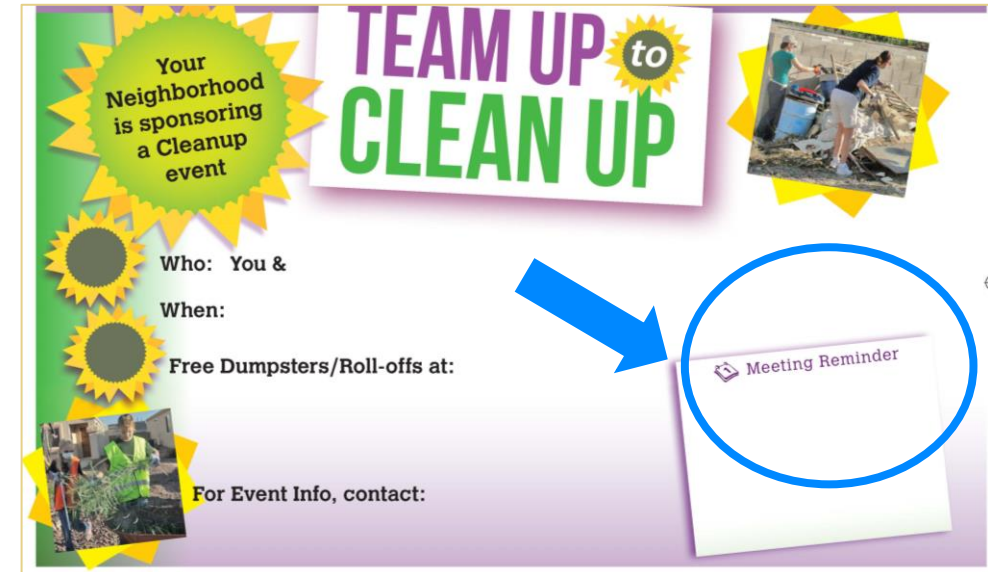 Your
Neighborhood
is sponsoring
a Cleanup
event
TEAM UP to
CLEAN UP
Who: You &
When:
Free Dumpsters/Roll-offs at:
Meeting Reminder
For Event Info, contact: